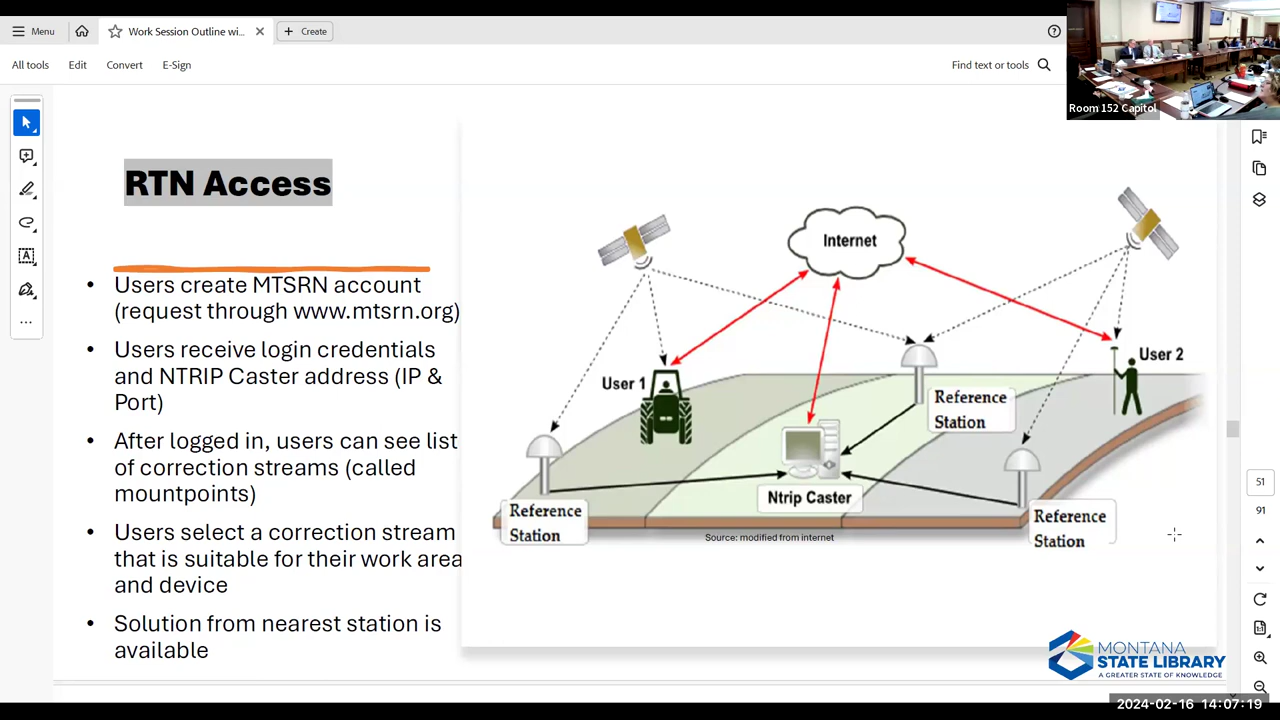 Menu
Work Session Outline wi...
Create
All tools
Edit
Convert
E-Sign
Find text or tools
Room 152 Capitol
RTN Access
• Users create MTSRN account
(request through www.mtsrn.org)
• Users receive login credentials
and NTRIP Caster address (IP &
Port)
• After logged in, users can see list
of correction streams (called
mountpoints)
• Users select a correction stream
that is suitable for their work area
and device
• Solution from nearest station is
available
Internet
User 1
User 2
Reference
Station
Ntrip Caster
Reference
Station
Reference
Station
Source: modified from internet
51
91
MONTANA
STATE LIBRARY
A GREATER STATE OF KNOWLEDGE
2024-02-16 14:07:19